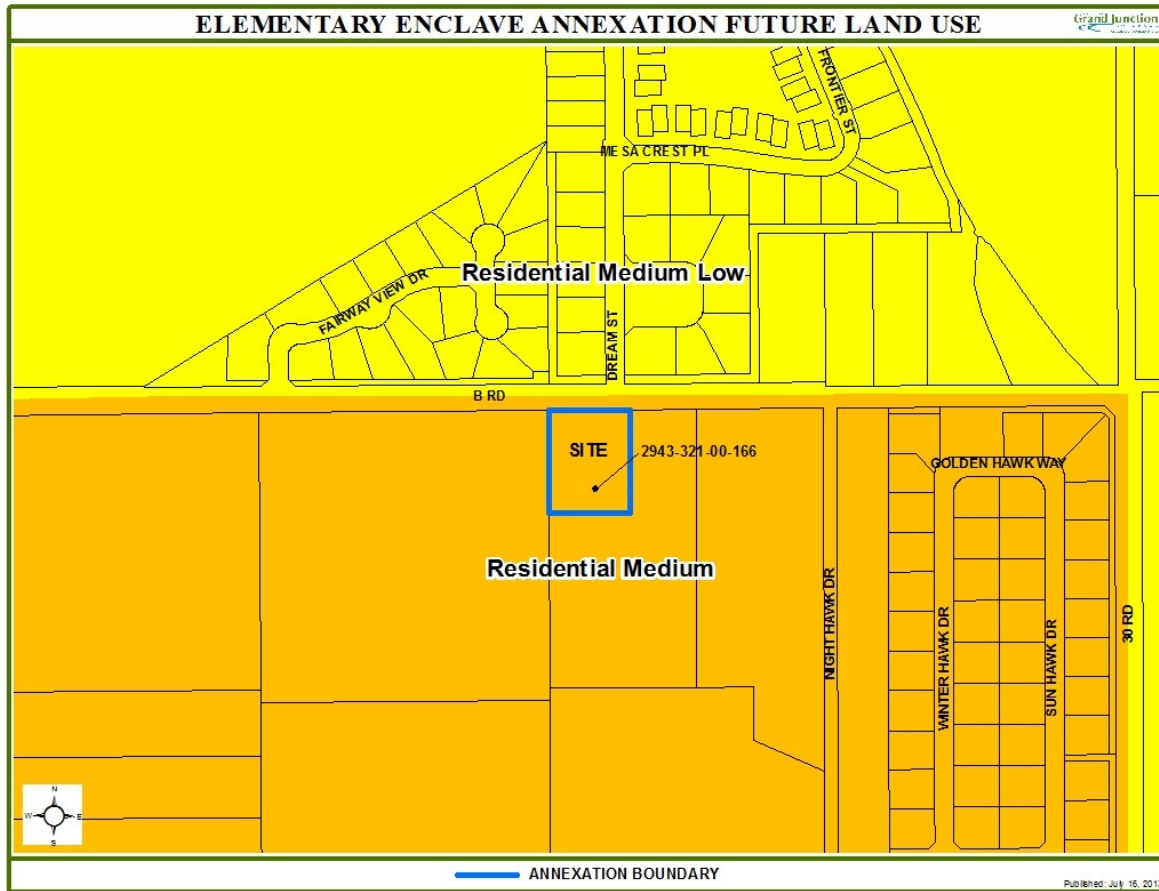 ELEMENTARY ENCLAVE ANNEXATION FUTURE LAND USE
Grand Junction
FRONTIER ST
MESA CREST PL
Residential Medium Low
FAIRWAY VIEW DR
DREAM ST
B RD
SITE
2943-321-00-166
GOLDEN HAWK WAY
Residential Medium
NIGHT HAWK DR
WINTER HAWK DR
SUN HAWK DR
30 RD
N
W E
S
ANNEXATION BOUNDARY
Published: July 16, 201